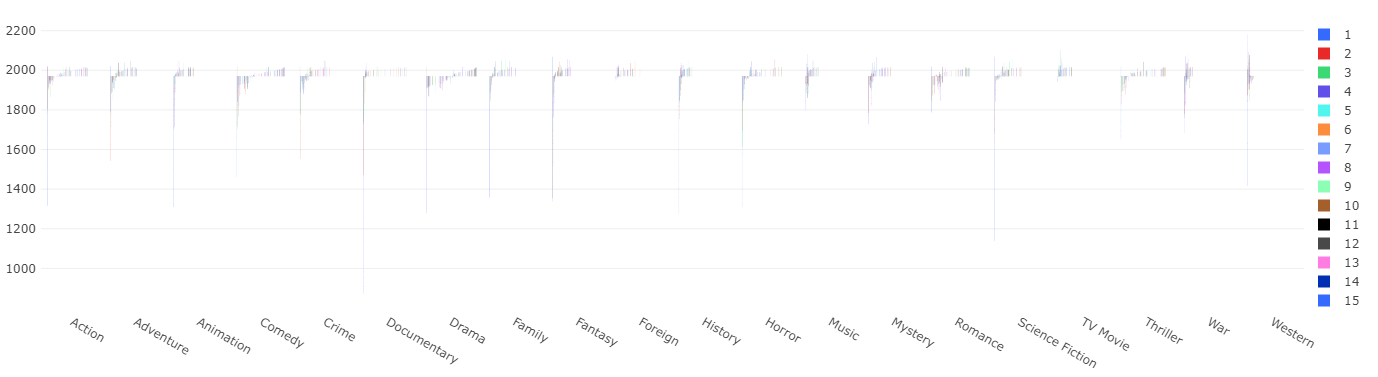 2200
2000
1800
1600
1400
1200
1000
Action
Adventure
Animation
Comedy
Crime
Documentary
Drama
Family
Fantasy
Foreign
History
Horror
Music
Mystery
Romance
Science Fiction
TV Movie
Thriller
War
Western
1
2
3
4
5
6
7
8
9
10
11
12
13
14
15